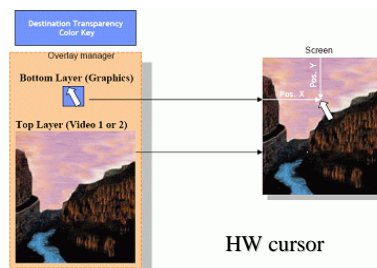 Destination Transparency
Color Key
Overlay manager
Bottom Layer (Graphics)
Top Layer (Video 1 or 2)
Screen
Pos. Y
Pos. X
HW cursor